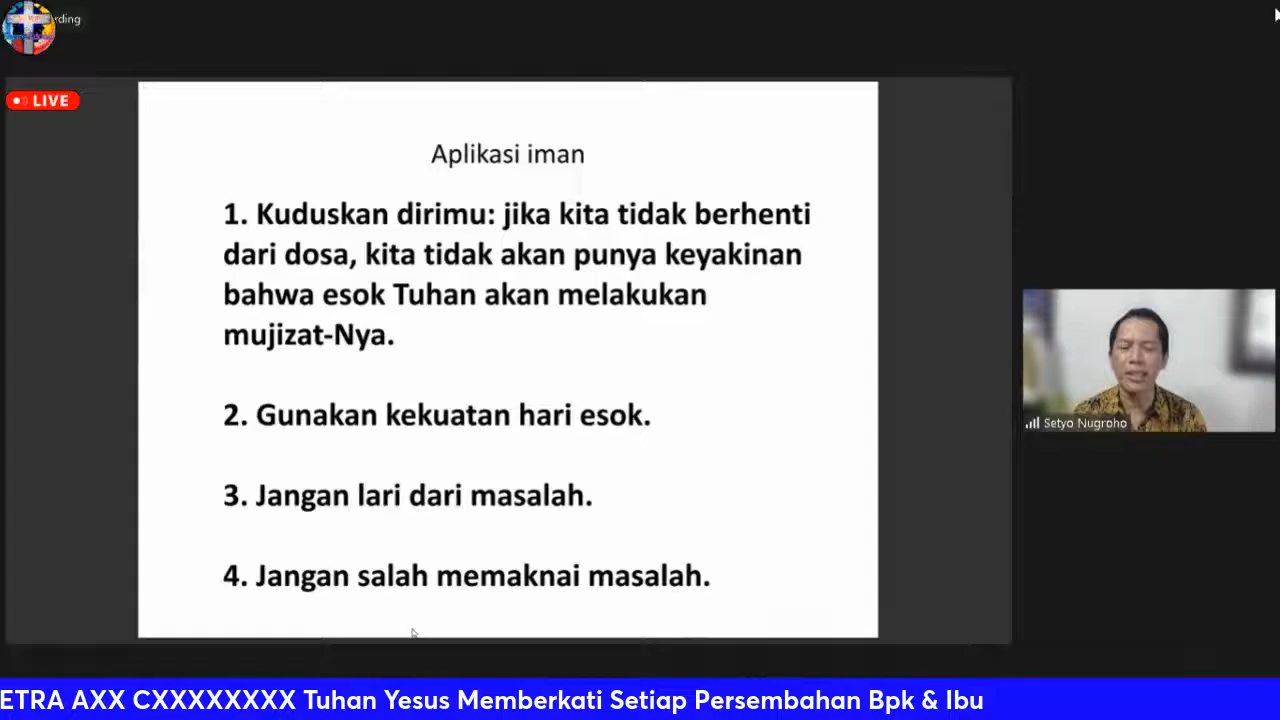 rding
LIVE
Aplikasi iman
1. Kuduskan dirimu: jika kita tidak berhenti
dari dosa, kita tidak akan punya keyakinan
bahwa esok Tuhan akan melakukan
mujizat-Nya.
2. Gunakan kekuatan hari esok.
3. Jangan lari dari masalah.
4. Jangan salah memaknai masalah.
Setyo Nugroho
ETRA AXX CXXXXXXXX Tuhan Yesus Memberkati Setiap Persembahan Bpk & Ibu